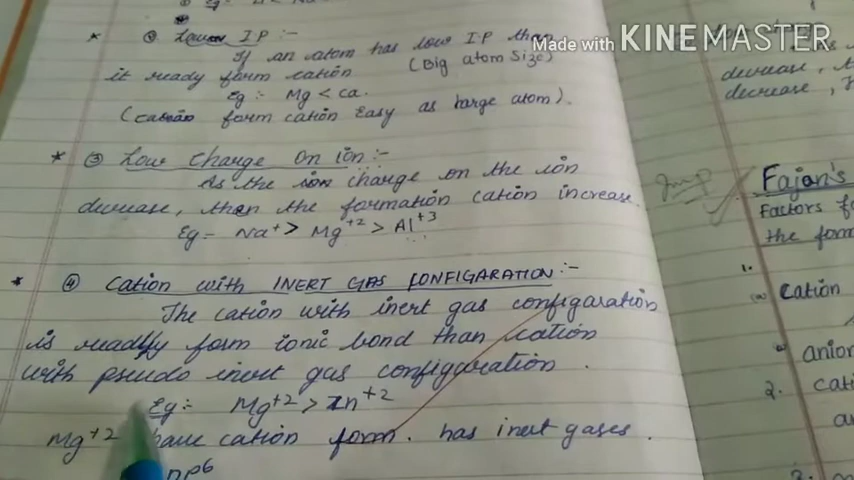 ② Lower I.P :-
If an atom has low I.P than
it ready form cation (Big atom size)
Eg :- Mg < ca.
form cation Easy as large atom).
* ③ Low Charge On ion :-
As the charge on the ion
decrease, then the formation cation increase.
Eg - Na+ > Mg+2 > Al+3
* ④ Cation with INERT GAS CONFIGARATION :-
The cation with inert gas configaration
is readily form ionic bond than cation
with pseudo inert gas configaration .
Eg :- Mg+2 > Zn+2
Mg+2 have cation form. has inert gases .
np6
Made with KINEMASTER
decrease,
decrease,
Imp
Fajan's
Factors
the form
1.
(a) Cation
anion
2. cati